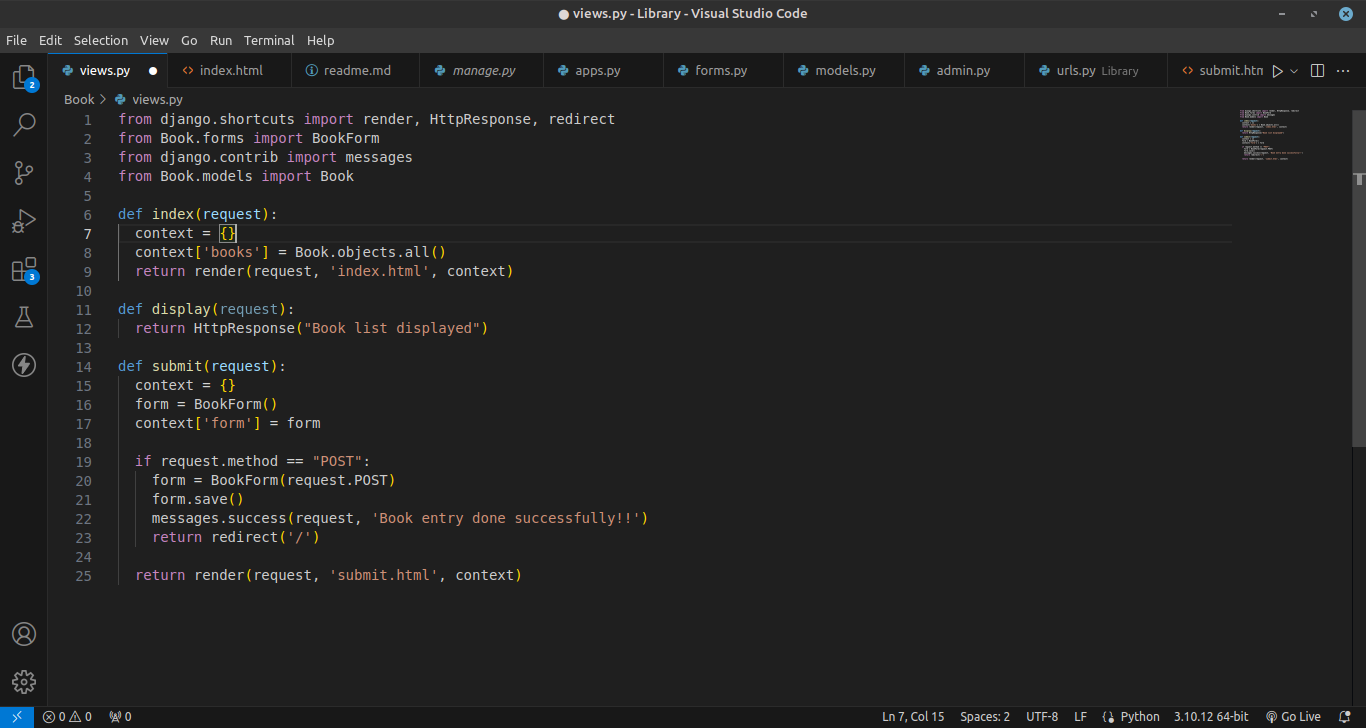 ● views.py - Library - Visual Studio Code
File Edit Selection View Go Run Terminal Help
views.py index.html readme.md manage.py apps.py forms.py models.py admin.py urls.py Library submit.htn
2
Book > views.py
1 from django.shortcuts import render, HttpResponse, redirect
2 from Book.forms import BookForm
3 from django.contrib import messages
4 from Book.models import Book
5
6 def index(request):
7   context = {}
8   context['books'] = Book.objects.all()
9   return render(request, 'index.html', context)
10
11 def display(request):
12   return HttpResponse("Book list displayed")
13
14 def submit(request):
15   context = {}
16   form = BookForm()
17   context['form'] = form
18
19   if request.method == "POST":
20     form = BookForm(request.POST)
21     form.save()
22     messages.success(request, 'Book entry done successfully!!')
23     return redirect('/')
24
25   return render(request, 'submit.html', context)
3
0 0 0 Ln 7, Col 15 Spaces: 2 UTF-8 LF Python 3.10.12 64-bit Go Live